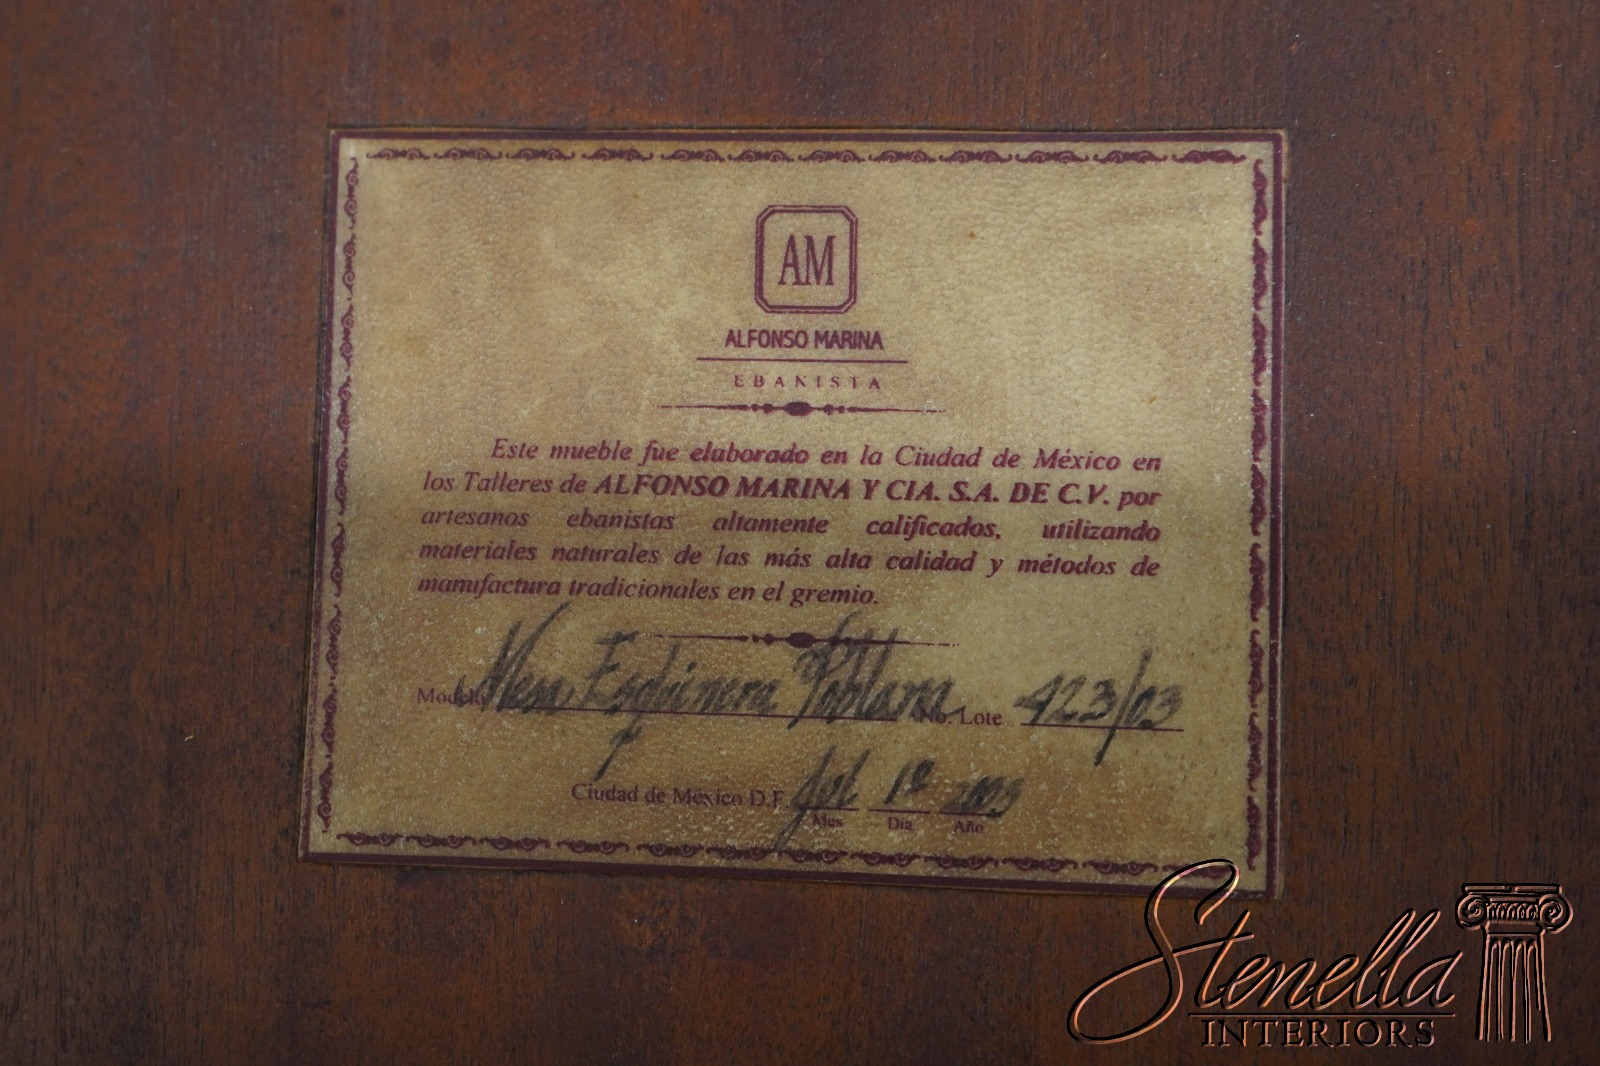 AM
ALFONSO MARINA
EBANISTA
Este mueble fue elaborado en la Ciudad de México en
los Talleres de ALFONSO MARINA Y CIA. S.A. DE C.V. por
artesanos ebanistas altamente calificados, utilizando
materiales naturales de las más alta calidad y métodos de
manufactura tradicionales en el gremio.
Modelo Mesa Esquinera Poblana No. Lote 423/03
Ciudad de México D.F. Jul 1º 2003
Mes Día Año
Stenella
INTERIORS